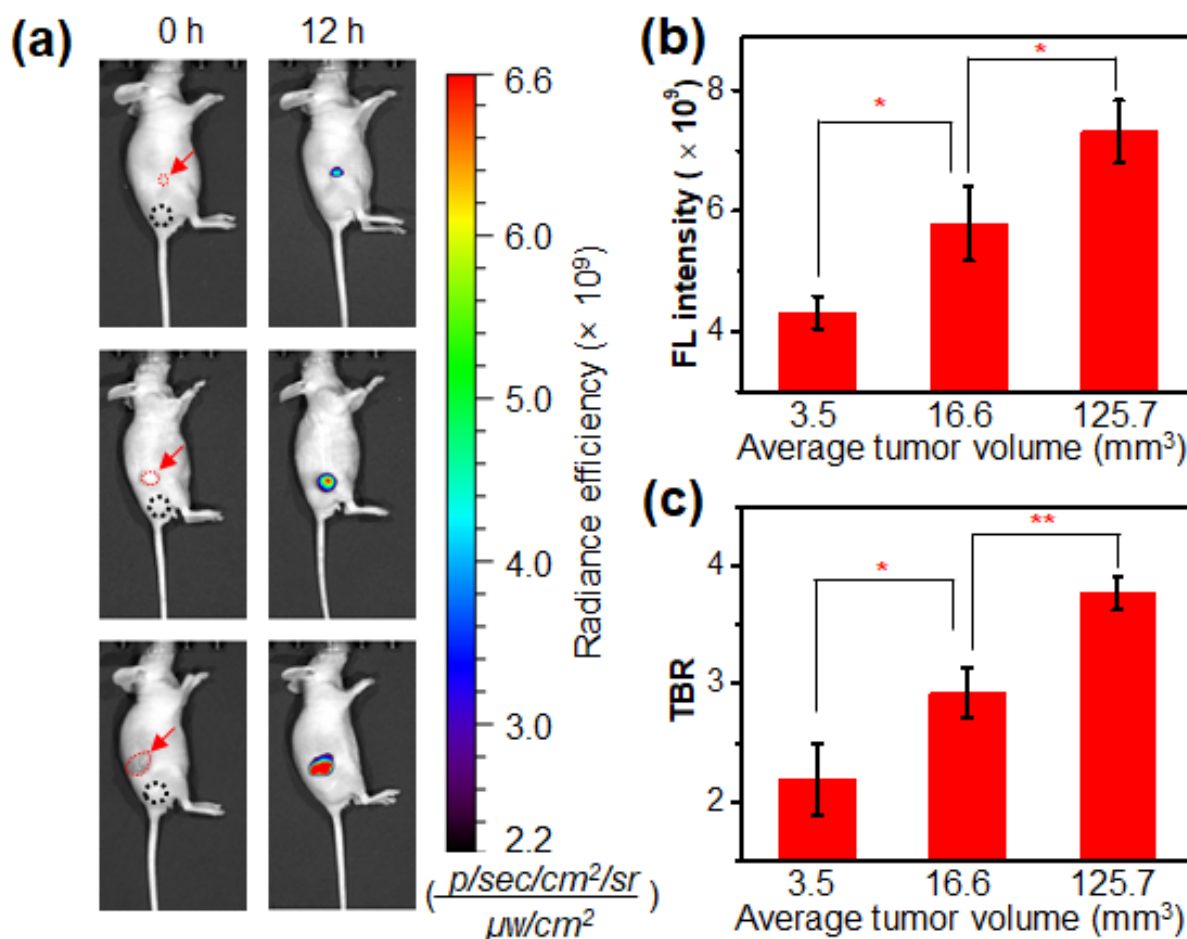 (a)
0 h
12 h
6.6
6.0
5.0
4.0
3.0
2.2
Radiance efficiency (× 10⁹)
( p/sec/cm²/sr )
μw/cm²
(b)
*
*
8
6
4
FL intensity ( × 10⁹)
3.5 16.6 125.7
Average tumor volume (mm³)
(c)
*
**
4
3
2
TBR
3.5 16.6 125.7
Average tumor volume (mm³)